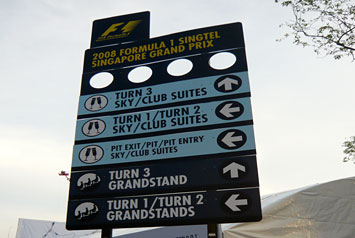 F1
2008 FORMULA 1 SINGTEL
SINGAPORE GRAND PRIX
TURN 3
SKY/CLUB SUITES
TURN 1/TURN 2
SKY/CLUB SUITES
PIT EXIT/PIT/PIT ENTRY
SKY/CLUB SUITES
TURN 3
GRANDSTAND
TURN 1/TURN 2
GRANDSTANDS